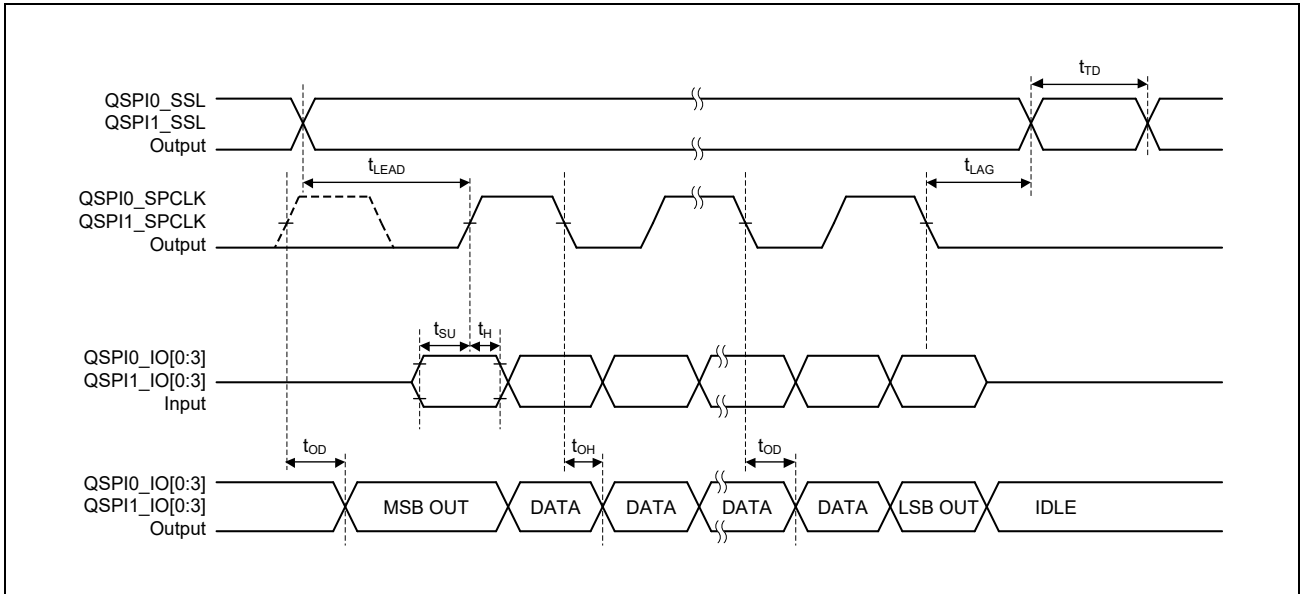 tTD
QSPI0_SSL
QSPI1_SSL
Output
tLEAD
tLAG
QSPI0_SPCLK
QSPI1_SPCLK
Output
tSU tH
QSPI0_IO[0:3]
QSPI1_IO[0:3]
Input
tOD tOH tOD
QSPI0_IO[0:3]
QSPI1_IO[0:3] MSB OUT DATA DATA DATA DATA LSB OUT IDLE
Output